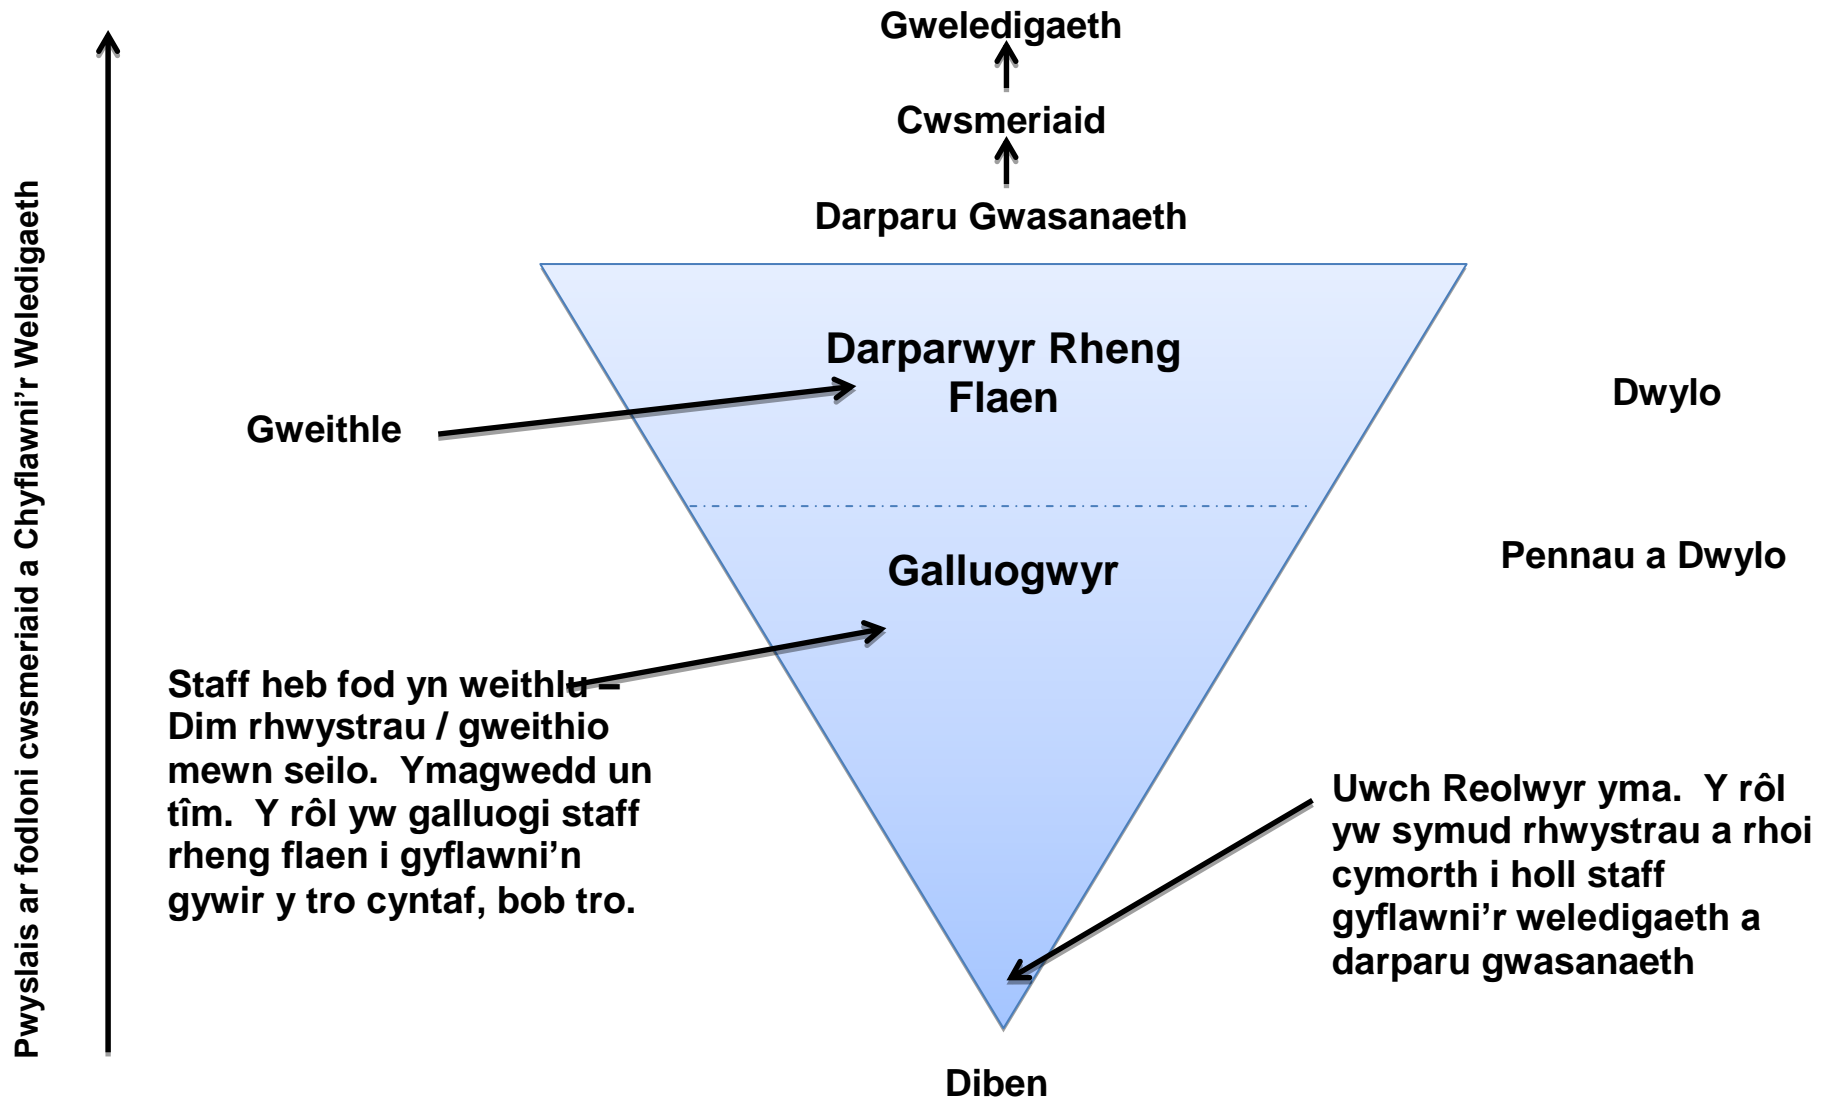 Gweledigaeth
Cwsmeriaid
Darparu Gwasanaeth
Pwyslais ar fodloni cwsmeriaid a Chyflawni’r Weledigaeth
Darparwyr Rheng
Flaen
Gweithle
Dwylo
Galluogwyr
Pennau a Dwylo
Staff heb fod yn weithlu –
Dim rhwystrau / gweithio
mewn seilo. Ymagwedd un
tîm. Y rôl yw galluogi staff
rheng flaen i gyflawni’n
gywir y tro cyntaf, bob tro.
Uwch Reolwyr yma. Y rôl
yw symud rhwystrau a rhoi
cymorth i holl staff
gyflawni’r weledigaeth a
darparu gwasanaeth
Diben